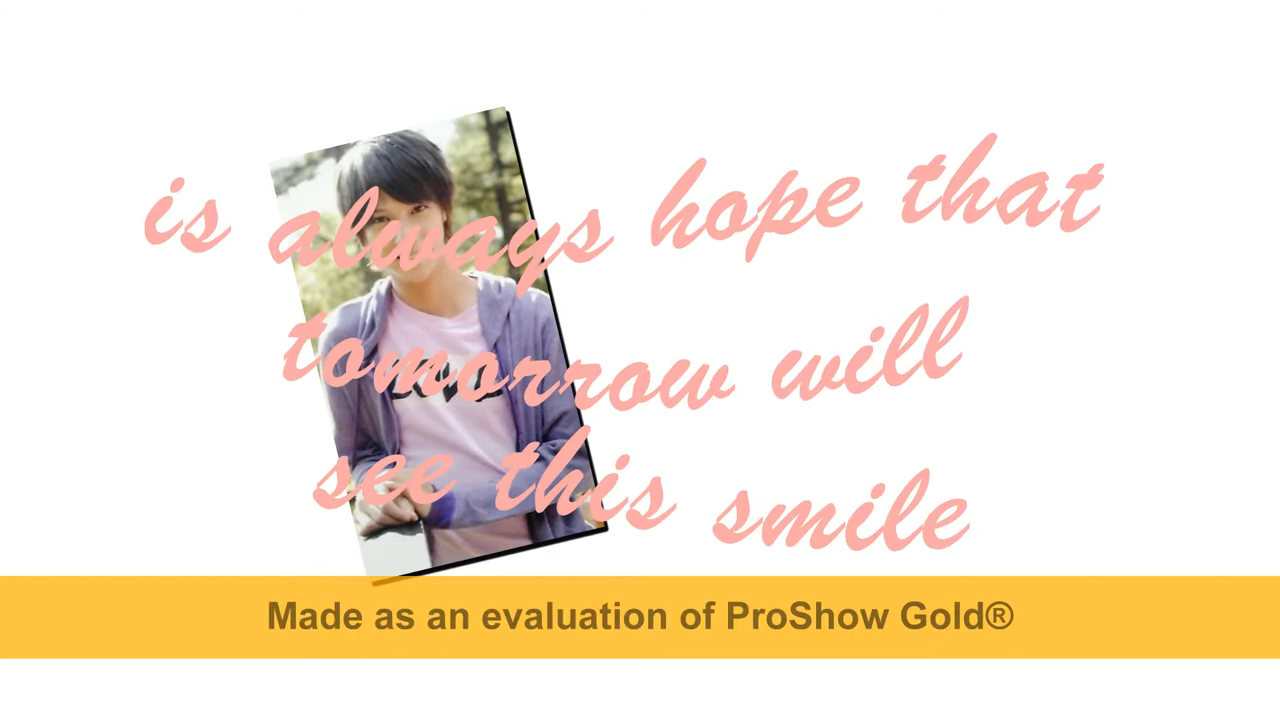 is always hope that
tomorrow will
see this smile
Made as an evaluation of ProShow Gold®